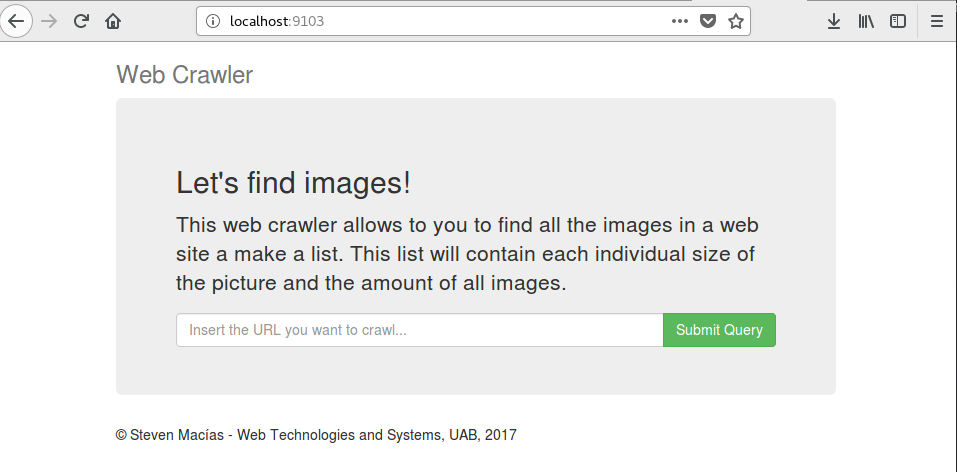 localhost:9103
Web Crawler
Let's find images!
This web crawler allows to you to find all the images in a web
site a make a list. This list will contain each individual size of
the picture and the amount of all images.
Insert the URL you want to crawl...
Submit Query
© Steven Macías - Web Technologies and Systems, UAB, 2017